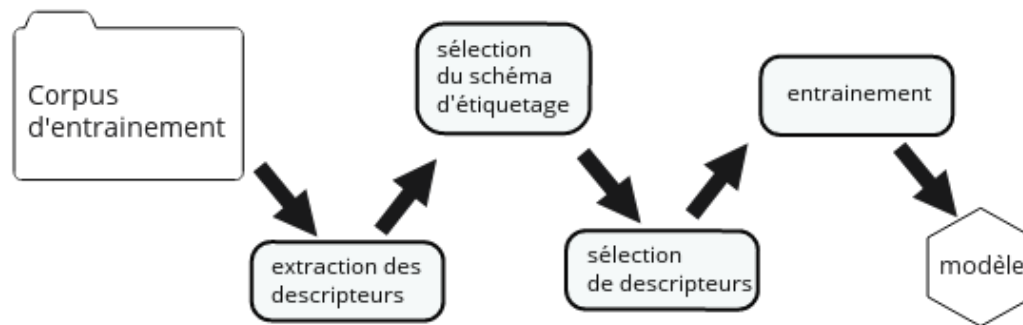 Corpus
d'entrainement
extraction des
descripteurs
sélection
du schéma
d'étiquetage
sélection
de descripteurs
entrainement
modèle